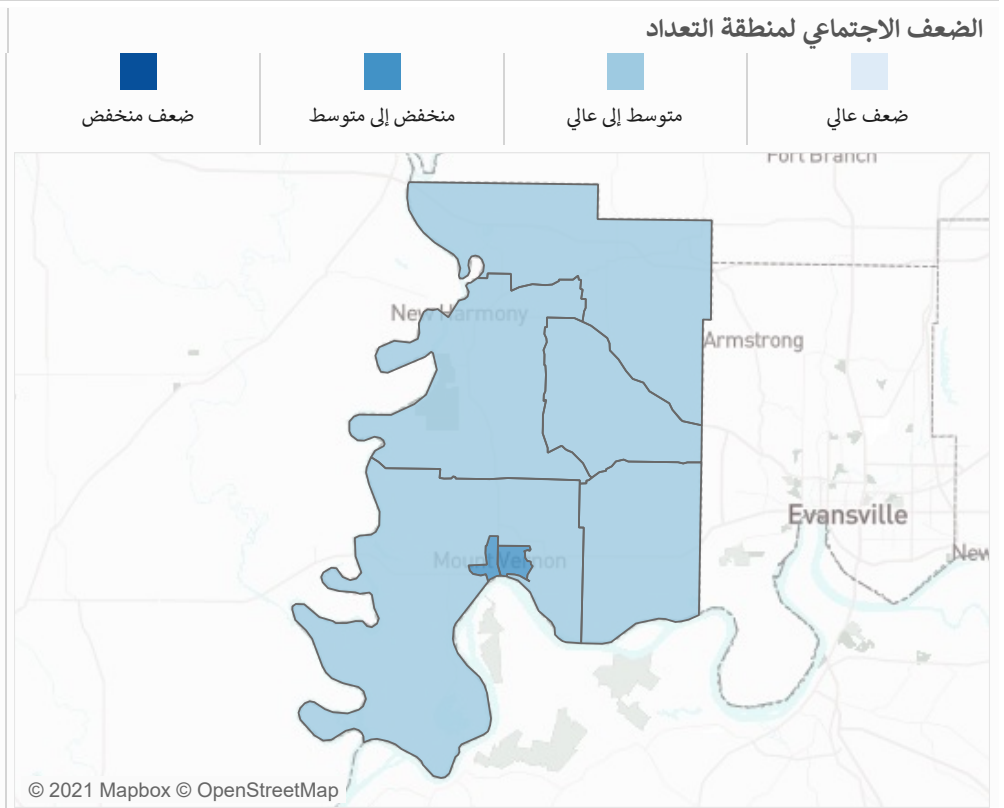 الضعف الاجتماعي لمنطقة التعداد
ضعف عالي
متوسط إلى عالي
منخفض إلى متوسط
ضعف منخفض
Fort Branch
New Harmony
Armstrong
Evansville
New
Mount Vernon
© 2021 Mapbox © OpenStreetMap